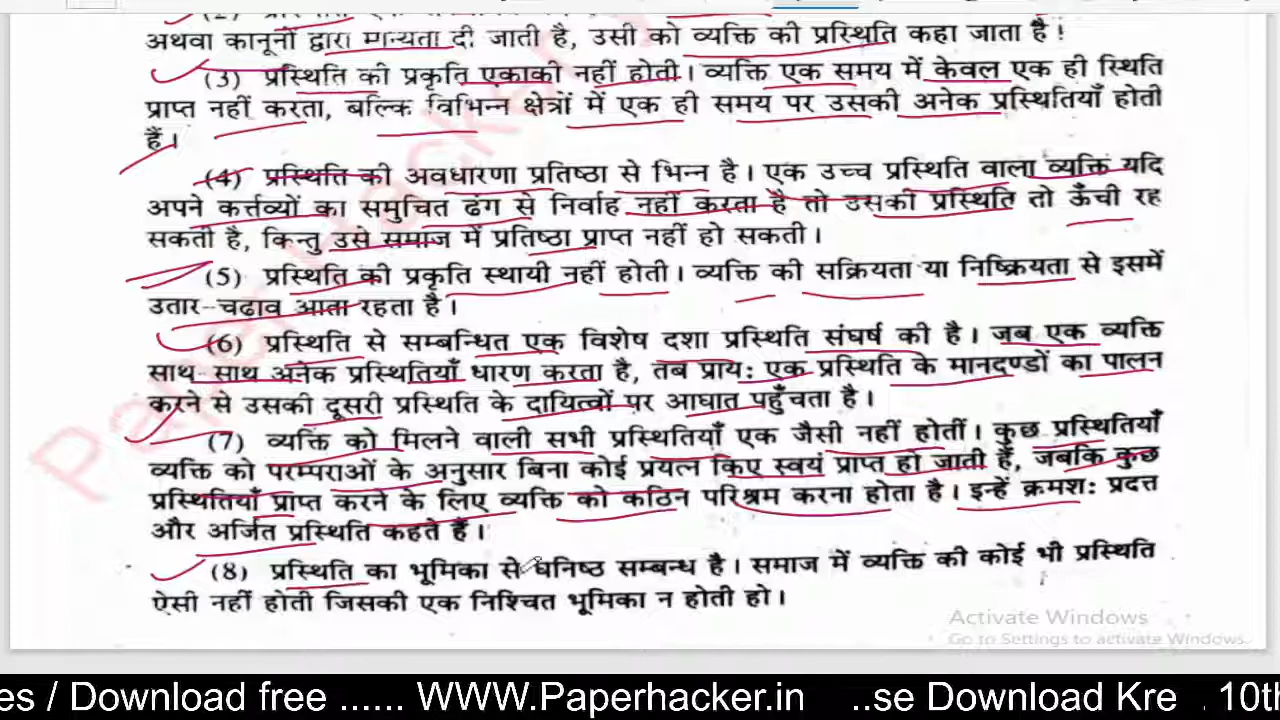 अथवा कानूनों द्वारा मान्यता दी जाती है, उसी को व्यक्ति की प्रस्थिति कहा जाता है!
(3) प्रस्थिति की प्रकृति एकाकी नहीं होती। व्यक्ति एक समय में केवल एक ही स्थिति
प्राप्त नहीं करता, बल्कि विभिन्न क्षेत्रों में एक ही समय पर उसकी अनेक प्रस्थितियाँ होती
हैं।
(4) प्रस्थिति की अवधारणा प्रतिष्ठा से भिन्न है। एक उच्च प्रस्थिति वाला व्यक्ति यदि
अपने कर्त्तव्यों का समुचित ढंग से निर्वाह नहीं करता है तो उसकी प्रस्थिति तो ऊँची रह
सकती है, किन्तु उसे समाज में प्रतिष्ठा प्राप्त नहीं हो सकती।
(5) प्रस्थिति की प्रकृति स्थायी नहीं होती। व्यक्ति की सक्रियता या निष्क्रियता से इसमें
उतार-चढाव आता रहता है।
(6) प्रस्थिति से सम्बन्धित एक विशेष दशा प्रस्थिति संघर्ष की है। जब एक व्यक्ति
साथ-साथ अनेक प्रस्थितियाँ धारण करता है, तब प्रायः एक प्रस्थिति के मानदण्डों का पालन
करने से उसकी दूसरी प्रस्थिति के दायित्वों पर आघात पहुँचता है।
(7) व्यक्ति को मिलने वाली सभी प्रस्थितियाँ एक जैसी नहीं होतीं। कुछ प्रस्थितियाँ
व्यक्ति को परम्पराओं के अनुसार बिना कोई प्रयत्न किए स्वयं प्राप्त हो जाती हैं, जबकि कुछ
प्रस्थितियाँ प्राप्त करने के लिए व्यक्ति को कठिन परिश्रम करना होता है। इन्हें क्रमशः प्रदत्त
और अर्जित प्रस्थिति कहते हैं।
(8) प्रस्थिति का भूमिका से घनिष्ठ सम्बन्ध है। समाज में व्यक्ति की कोई भी प्रस्थिति
ऐसी नहीं होती जिसकी एक निश्चित भूमिका न होती हो।
Activate Windows
Go to Settings to activate Windows.
es / Download free ...... WWW.Paperhacker.in ..se Download Kre . 10th